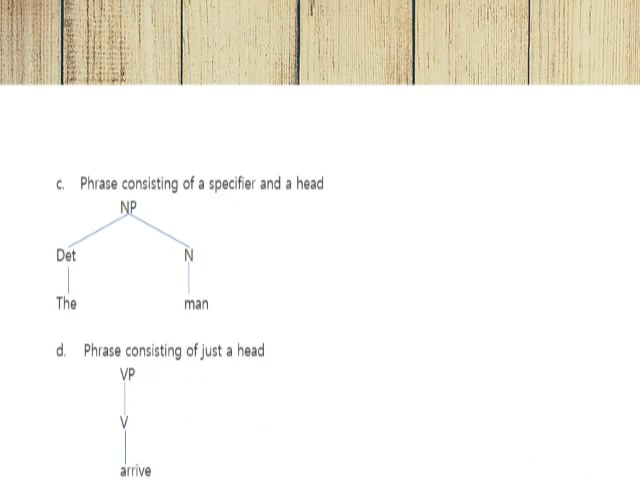 c. Phrase consisting of a specifier and a head
NP
Det N
The man
d. Phrase consisting of just a head
VP
V
arrive